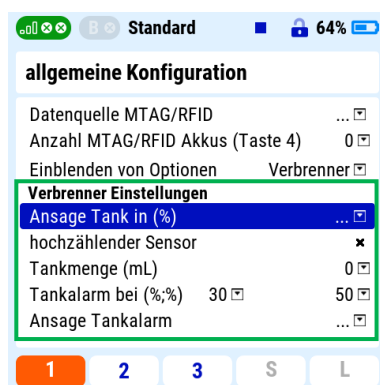 B Standard 64%
allgemeine Konfiguration
Datenquelle MTAG/RFID ...
Anzahl MTAG/RFID Akkus (Taste 4) 0
Einblenden von Optionen Verbrenner
Verbrenner Einstellungen
Ansage Tank in (%) ...
hochzählender Sensor
Tankmenge (mL) 0
Tankalarm bei (%;%) 30 50
Ansage Tankalarm ...
1 2 3 S L